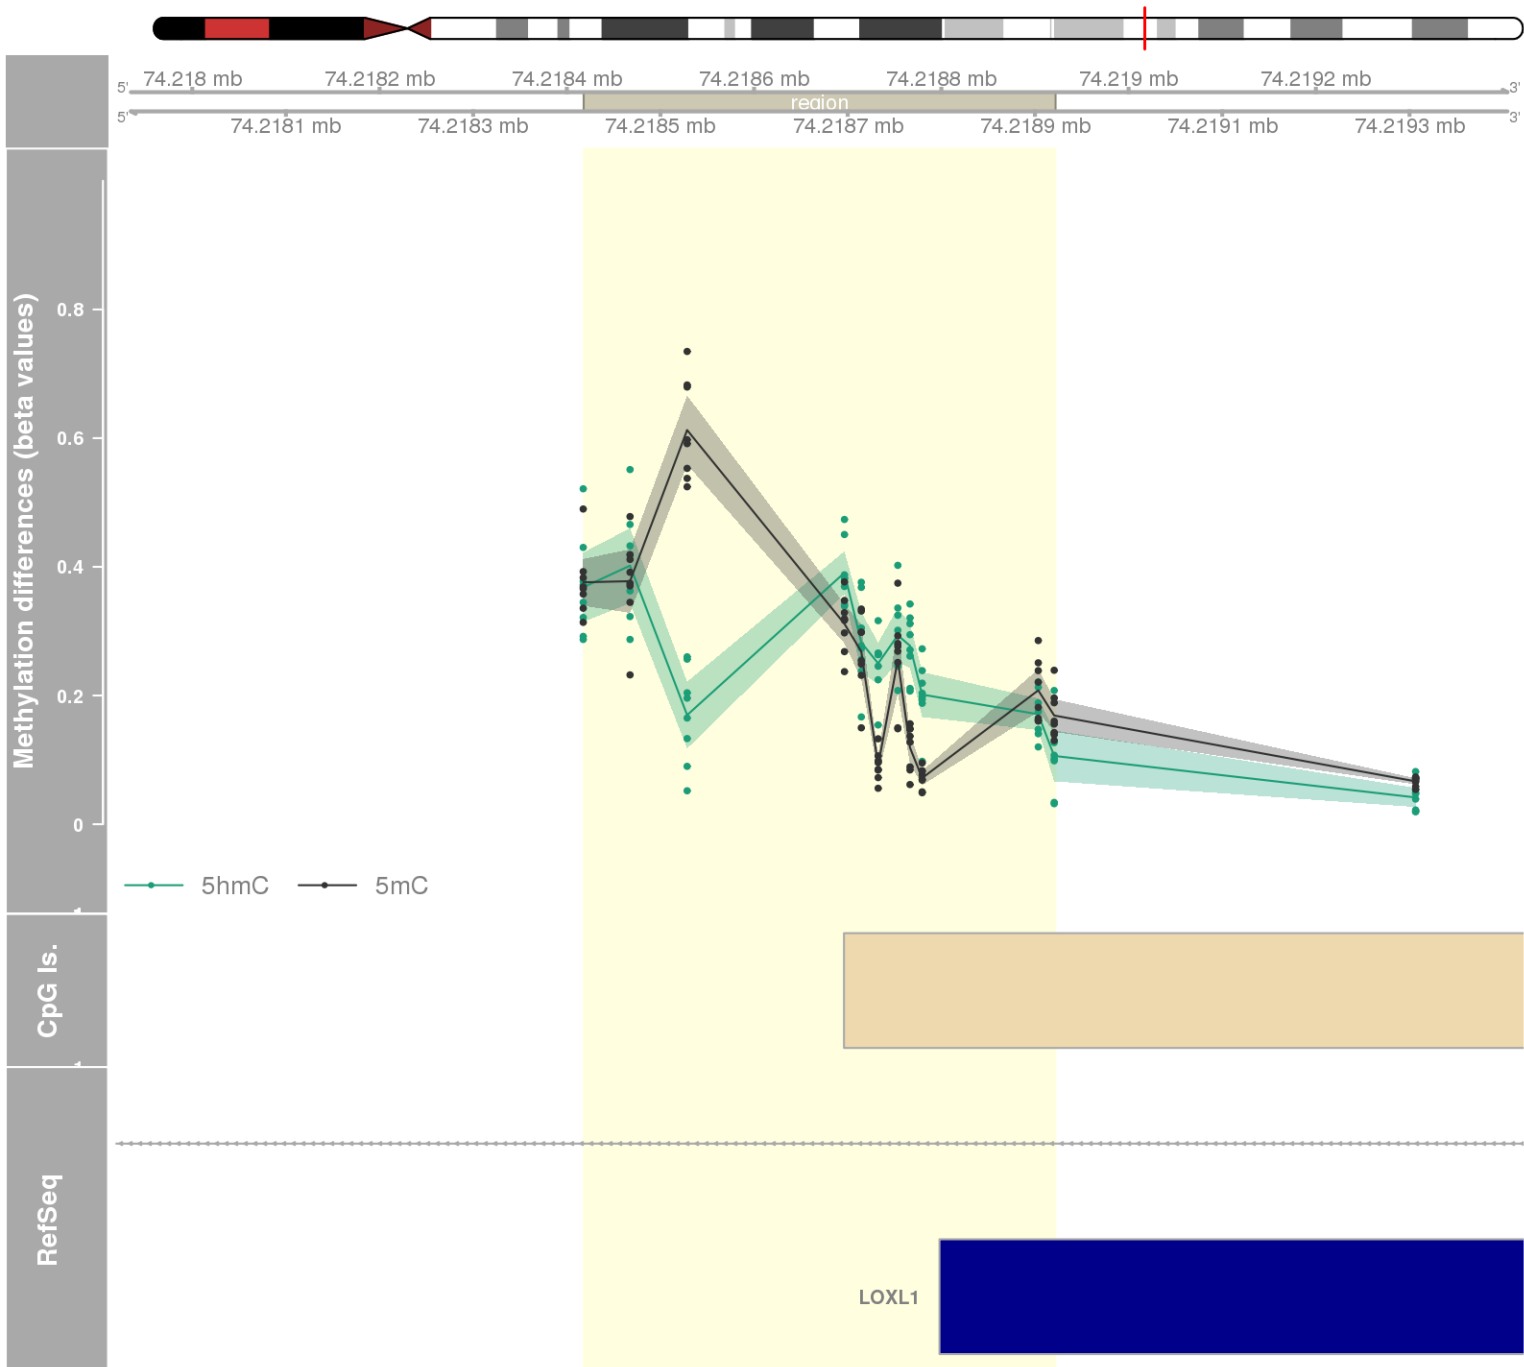 74.218 mb 74.2182 mb 74.2184 mb 74.2186 mb 74.2188 mb 74.219 mb 74.2192 mb
5' 3'
region
5' 3'
74.2181 mb 74.2183 mb 74.2185 mb 74.2187 mb 74.2189 mb 74.2191 mb 74.2193 mb
Methylation differences (beta values)
0.8
0.6
0.4
0.2
0
5hmC 5mC
CpG Is.
RefSeq
LOXL1